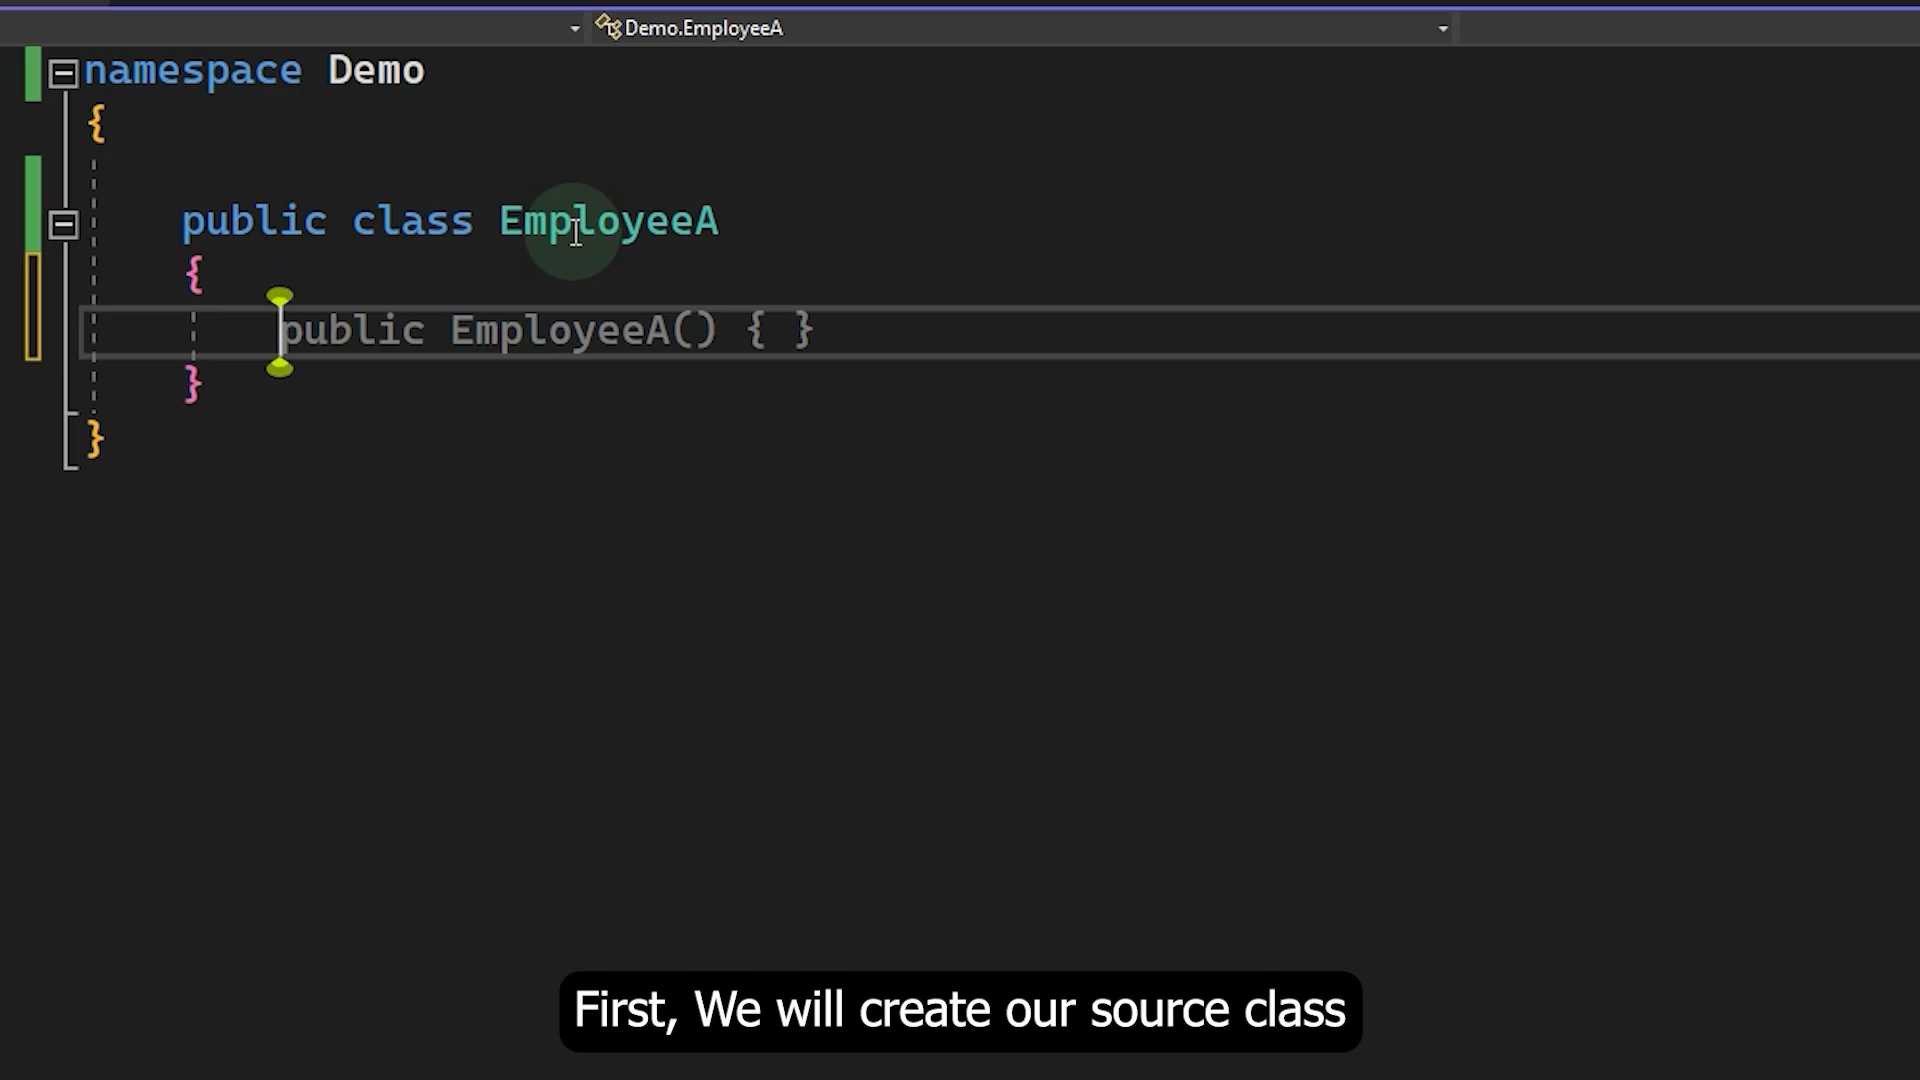 Demo.EmployeeA
namespace Demo
{
public class EmployeeA
{
public EmployeeA() { }
}
}
First, We will create our source class